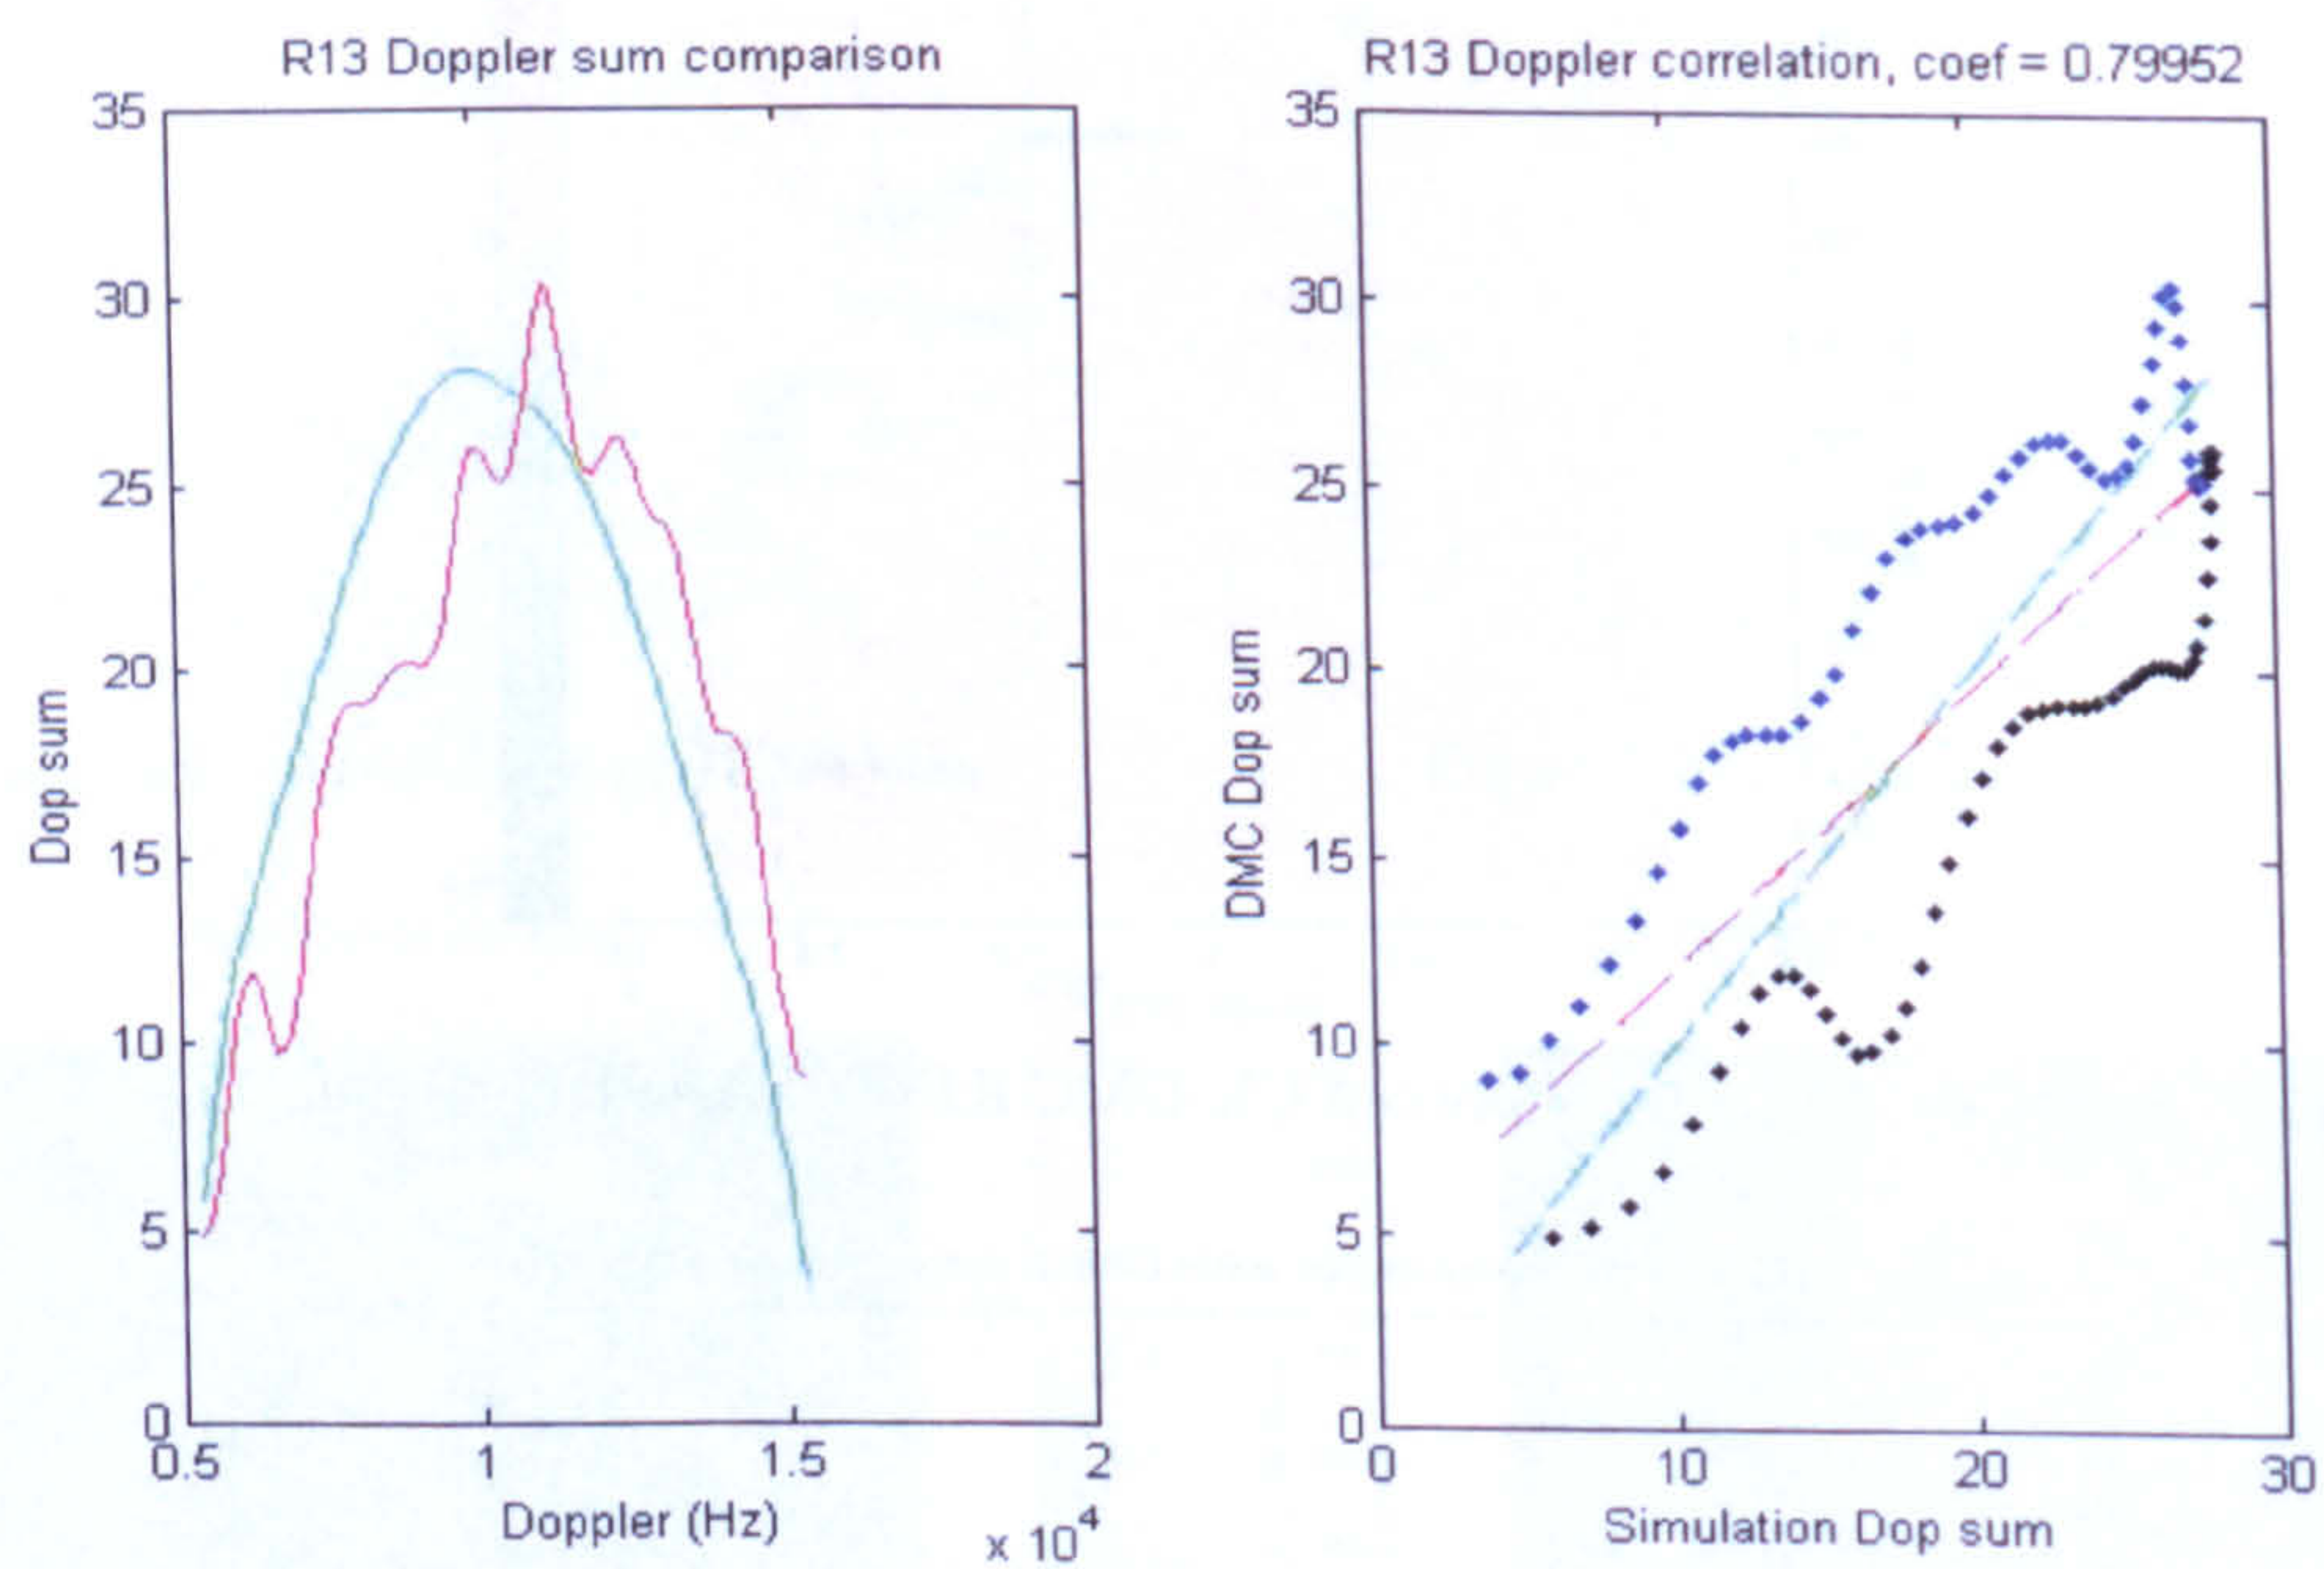 R13 Doppler sum comparison
35
30
25
20
15
10
5
0
Dop sum
0.5 1 1.5 2
Doppler (Hz)
x 10^4
R13 Doppler correlation, coef = 0.79952
35
30
25
20
15
10
5
0
DMC Dop sum
0 10 20 30
Simulation Dop sum